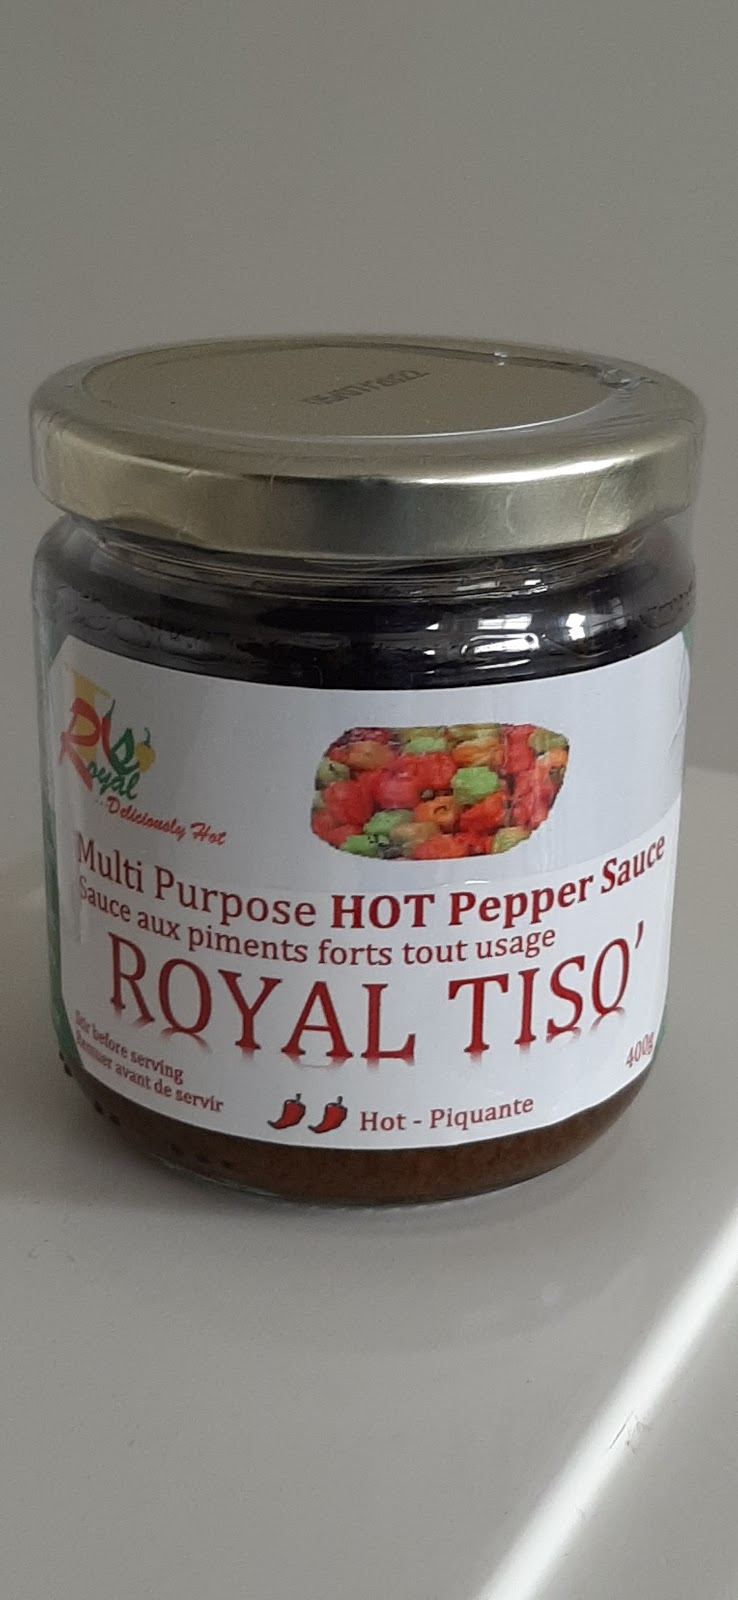 Royal
...Deliciously Hot
Multi Purpose HOT Pepper Sauce
Sauce aux piments forts tout usage
ROYAL TISO'
Stir before serving
Remuer avant de servir
400g
Hot - Piquante